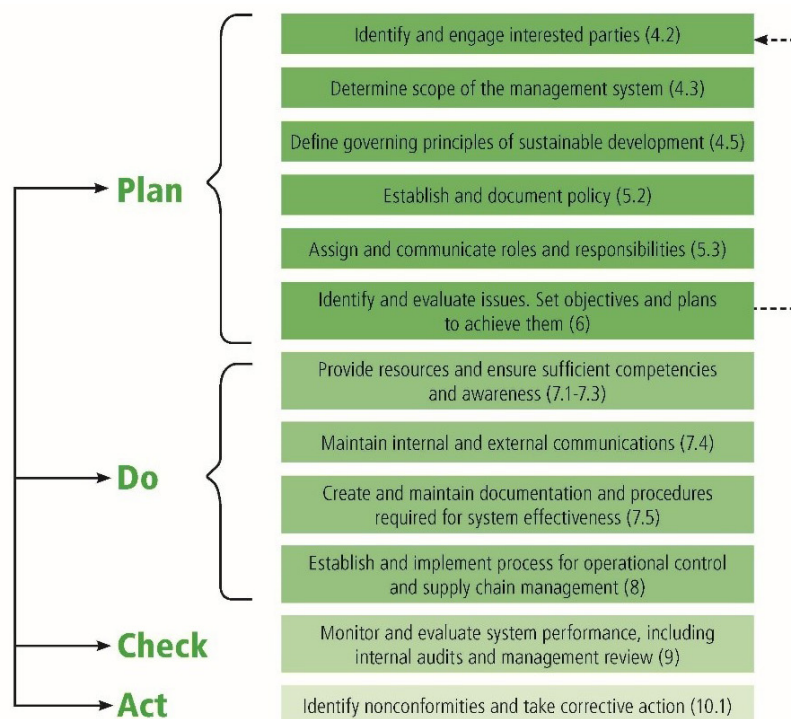 Identify and engage interested parties (4.2)
Determine scope of the management system (4.3)
Define governing principles of sustainable development (4.5)
Plan
Establish and document policy (5.2)
Assign and communicate roles and responsibilities (5.3)
Identify and evaluate issues. Set objectives and plans
to achieve them (6)
Provide resources and ensure sufficient competencies
and awareness (7.1-7.3)
Maintain internal and external communications (7.4)
Do
Create and maintain documentation and procedures
required for system effectiveness (7.5)
Establish and implement process for operational control
and supply chain management (8)
Check
Monitor and evaluate system performance, including
internal audits and management review (9)
Act
Identify nonconformities and take corrective action (10.1)